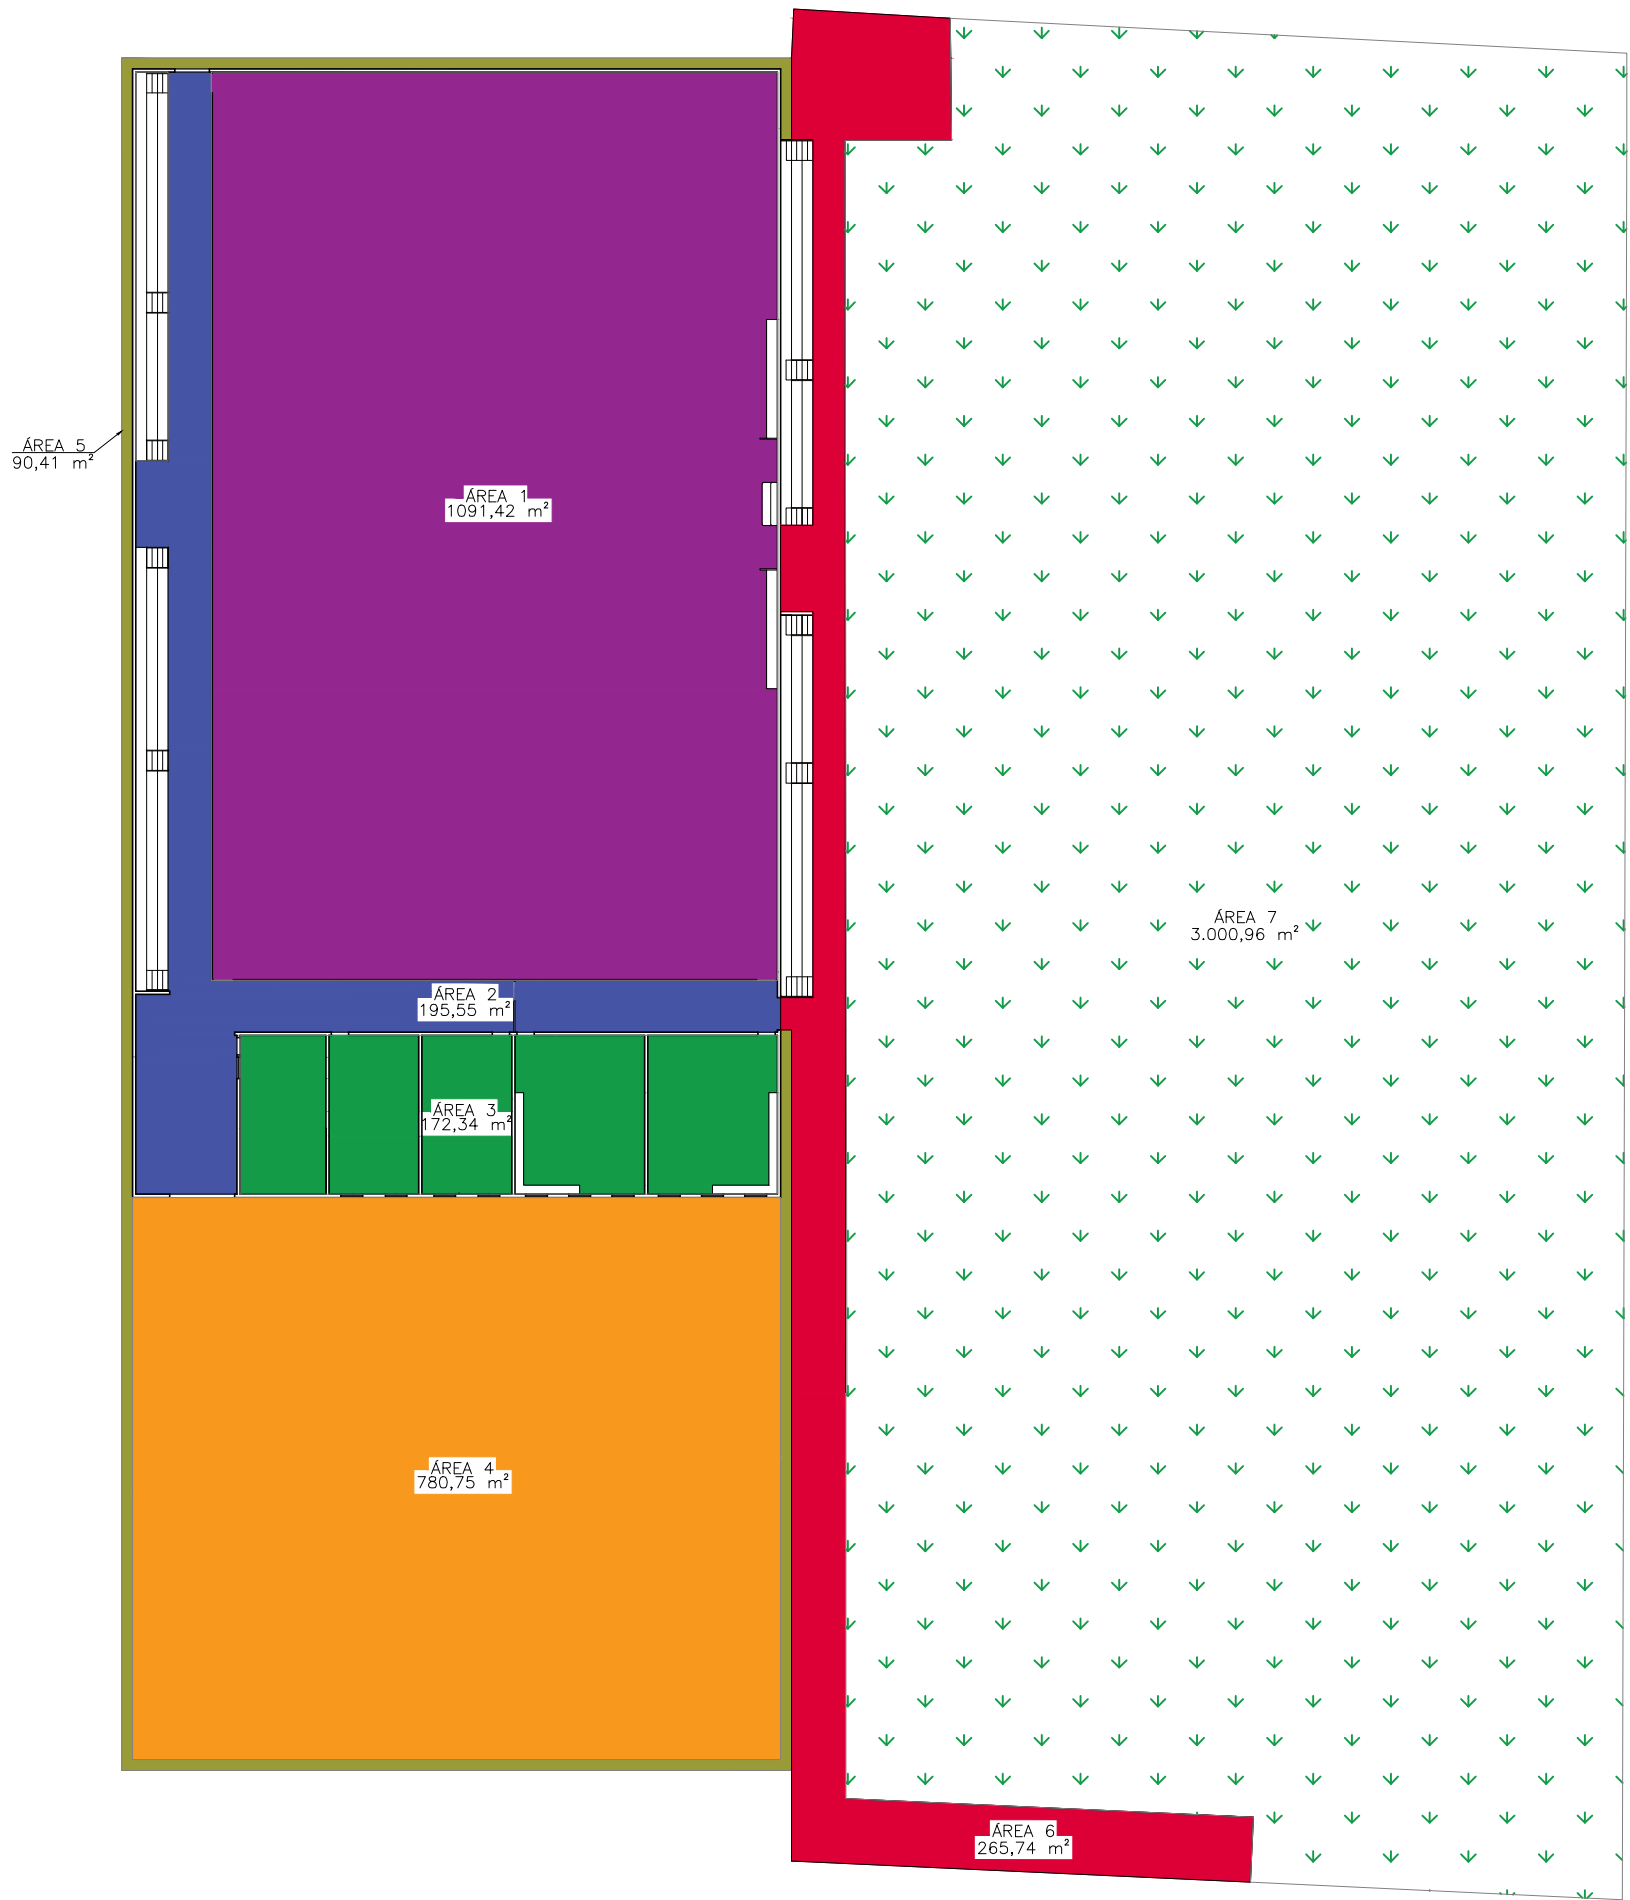 ÁREA 5
90,41 m²
ÁREA 1
1091,42 m²
ÁREA 7
3.000,96 m²
ÁREA 2
195,55 m²
ÁREA 3
172,34 m²
ÁREA 4
780,75 m²
ÁREA 6
265,74 m²